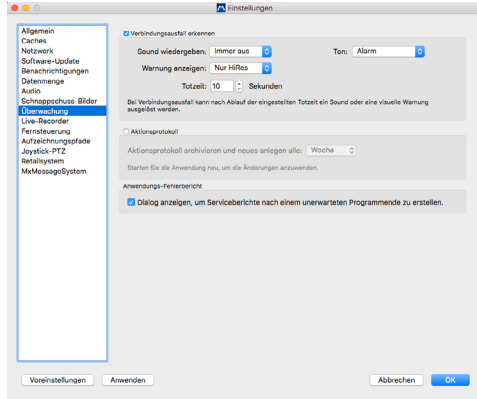 Einstellungen
Allgemein
Caches
Netzwerk
Software-Update
Benachrichtigungen
Datenmenge
Audio
Schnappschuss-Bilder
Überwachung
Live-Recorder
Fernsteuerung
Aufzeichnungspfade
Joystick-PTZ
Retailsystem
MxMessageSystem
Verbindungsausfall erkennen
Sound wiedergeben: Immer aus Ton: Alarm
Warnung anzeigen: Nur HiRes
Totzeit: 10 Sekunden
Bei Verbindungsausfall kann nach Ablauf der eingestellten Totzeit ein Sound oder eine visuelle Warnung
ausgelöst werden.
Aktionsprotokoll
Aktionsprotokoll archivieren und neues anlegen alle: Woche
Starten Sie die Anwendung neu, um die Änderungen anzuwenden.
Anwendungs-Fehlerbericht
Dialog anzeigen, um Serviceberichte nach einem unerwarteten Programmende zu erstellen.
Voreinstellungen Anwenden Abbrechen OK